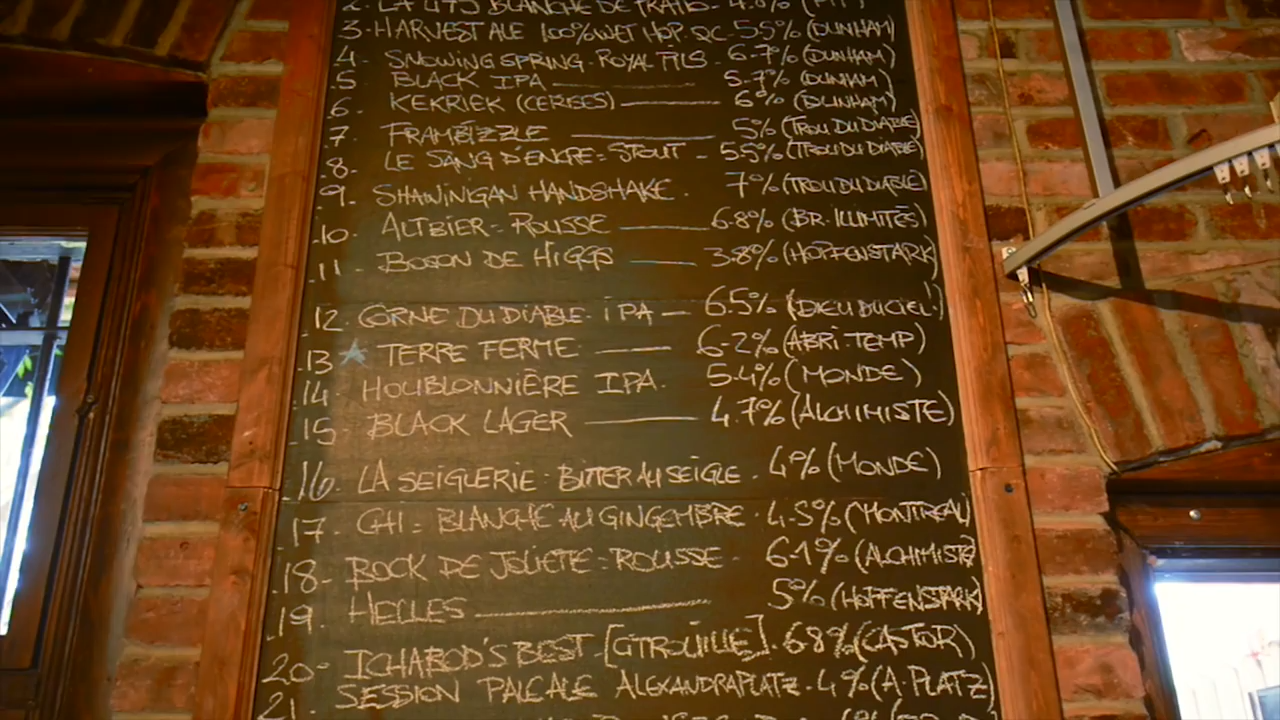 3-HARVEST ALE 100% WET HOP. QC-5.5% (DUNHAM)
4- SNOWING SPRING-ROYAL FILS-6.7% (DUNHAM)
.5- BLACK IPA — 5.7% (DUNHAM)
.6- KEKRIEK (CERISES) — 6% (DUNHAM)
.7- FRAMBIZZLE — 5% (TROU DU DIABLE)
.8- LE SANG D'ENCRE=STOUT - 5.5% (TROU DU DIABLE)
.9- SHAWINIGAN HANDSHAKE. 7% (TROU DU DIABLE)
.10- ALTBIER-ROUSSE — 6.8% (BR. ILLIMITÉS)
.11- BOSON DE HIGGS — 3.8% (HOPFENSTARK)
.12- CORNE DU DIABLE. IPA — 6.5% (DIEU DU CIEL!)
.13 ★ TERRE FERME — 6-2% (ABRI-TEMP)
.14- HOUBLONNIÈRE IPA. 5.4% (MONDE)
.15- BLACK LAGER — 4.7% (ALCHIMISTE)
.16. LA SEIGLERIE: BITTER AU SEIGLE. 4% (MONDE)
.17- CHI= BLANCHE AU GINGEMBRE. 4-5% (MONTREAL)
.18- BOCK DE JOLIETTE=ROUSSE- 6-1% (ALCHIMISTE)
.19. HELLES — 5% (HOPFENSTARK)
20- ICHABOD'S BEST-[CITROUILLE]. 6.8% (CASTOR)
21. SESSION PALE ALE ALEXANDRAPLATZ-4% (A.PLATZ)